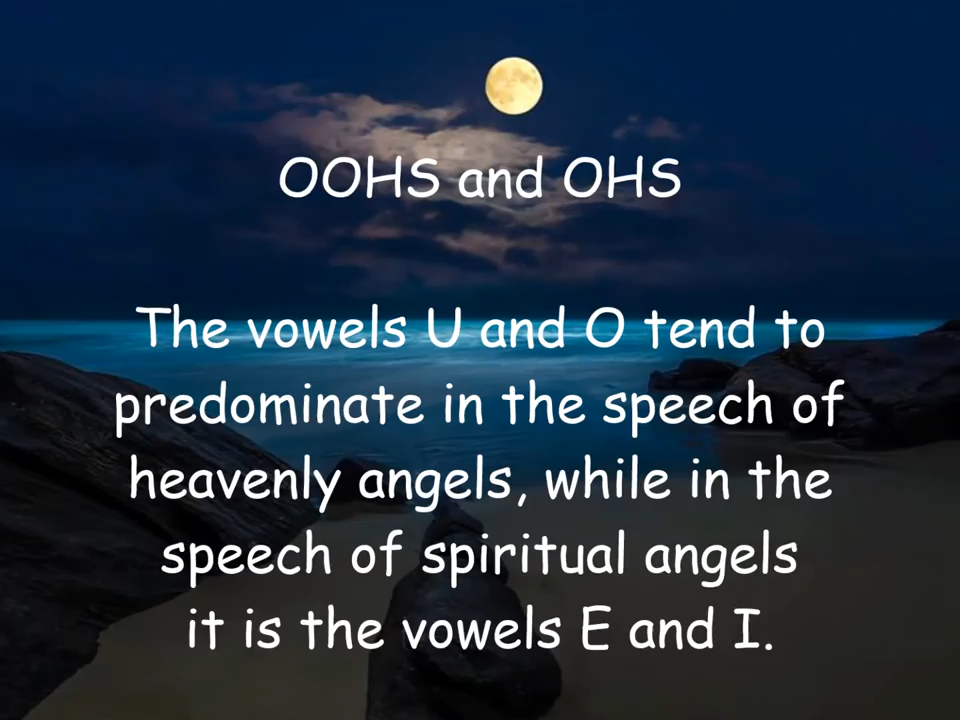 OOHS and OHS
The vowels U and O tend to
predominate in the speech of
heavenly angels, while in the
speech of spiritual angels
it is the vowels E and I.